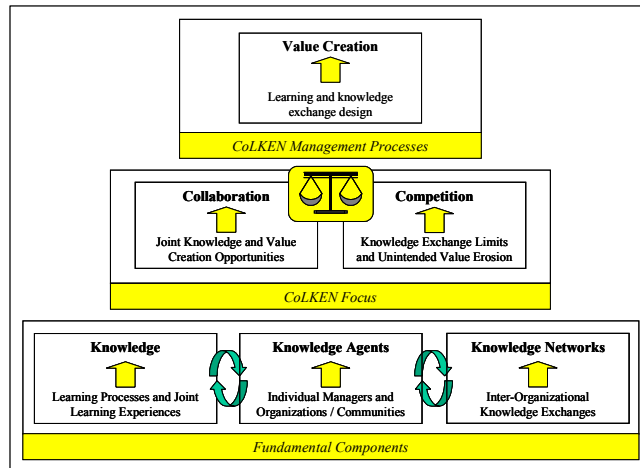 Value Creation
Learning and knowledge
exchange design
CoLKEN Management Processes
Collaboration
Joint Knowledge and Value
Creation Opportunities
Competition
Knowledge Exchange Limits
and Unintended Value Erosion
CoLKEN Focus
Knowledge
Learning Processes and Joint
Learning Experiences
Knowledge Agents
Individual Managers and
Organizations / Communities
Knowledge Networks
Inter-Organizational
Knowledge Exchanges
Fundamental Components